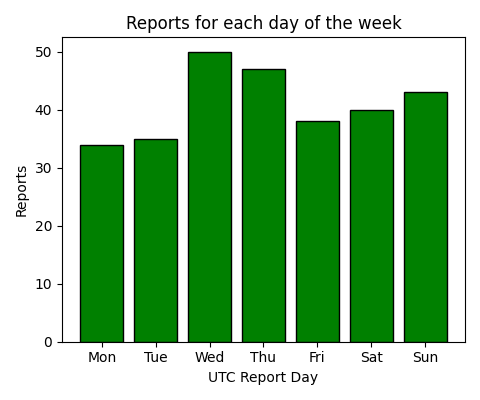 Reports for each day of the week
Reports
50
40
30
20
10
0
Mon Tue Wed Thu Fri Sat Sun
UTC Report Day